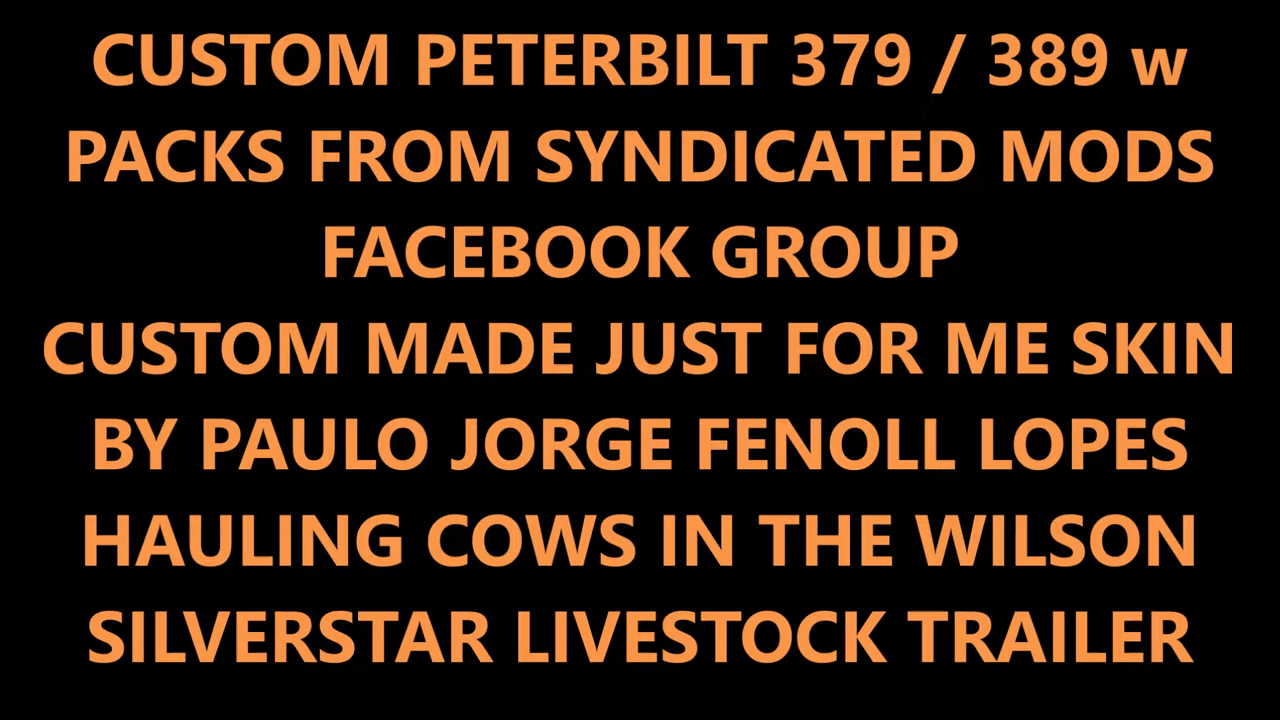 CUSTOM PETERBILT 379 / 389 w
PACKS FROM SYNDICATED MODS
FACEBOOK GROUP
CUSTOM MADE JUST FOR ME SKIN
BY PAULO JORGE FENOLL LOPES
HAULING COWS IN THE WILSON
SILVERSTAR LIVESTOCK TRAILER